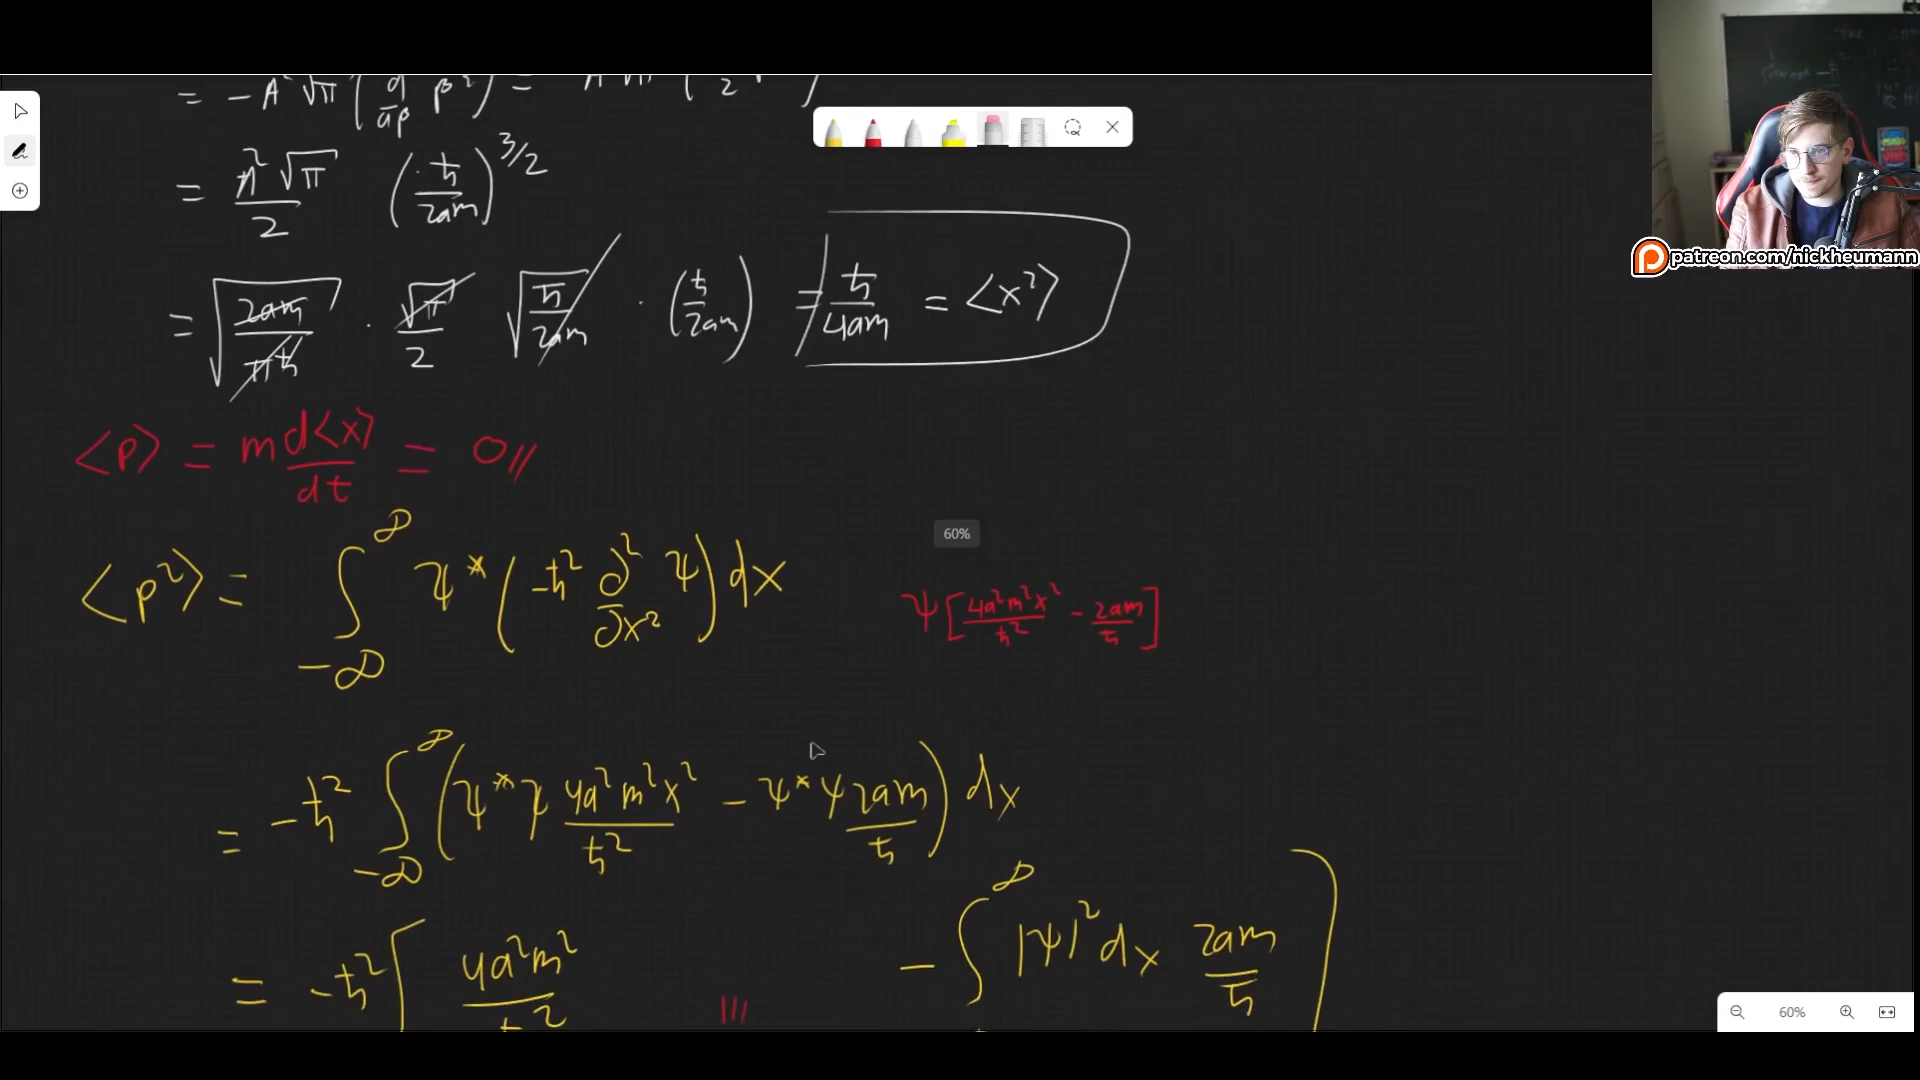 = -A² √π ( d/dβ β
= A² √π / 2 ( ħ / 2am )^3/2
= √( 2am / πħ ) · √π / 2 √( ħ / 2am ) · ( ħ / 2am ) = ħ / 4am = <x²>
<p> = m d<x> / dt = 0 //
60%
<p²> = ∫_-∞^∞ Ψ* ( -ħ² ∂² / ∂x² Ψ ) dx
Ψ [ 4a²m²x² / ħ² - 2am / ħ ]
= -ħ² ∫_-∞^∞ ( Ψ*Ψ 4a²m²x² / ħ² - Ψ*Ψ 2am / ħ ) dx
= -ħ² [ 4a²m² / ħ² - ∫^∞ |Ψ|² dx 2am / ħ ]
60%
patreon.com/nickheumann